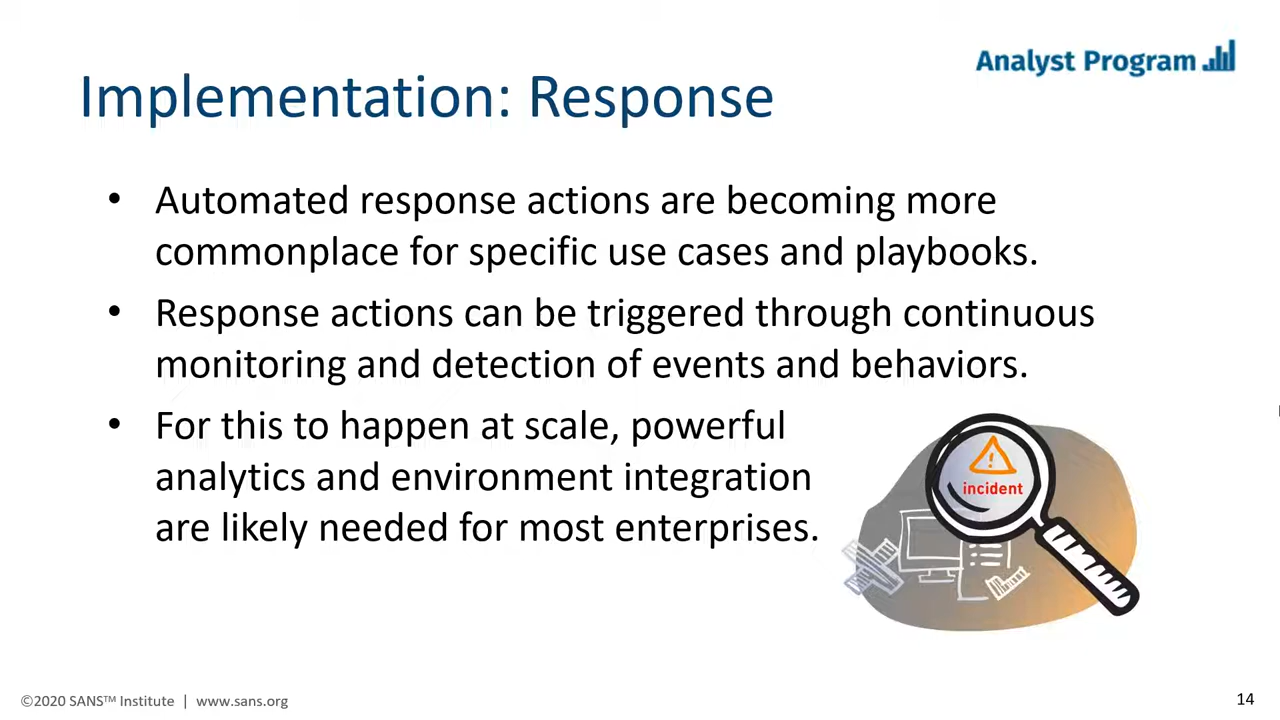 Analyst Program
Implementation: Response
• Automated response actions are becoming more
commonplace for specific use cases and playbooks.
• Response actions can be triggered through continuous
monitoring and detection of events and behaviors.
• For this to happen at scale, powerful
analytics and environment integration
are likely needed for most enterprises.
!
incident
©2020 SANS™ Institute | www.sans.org
14